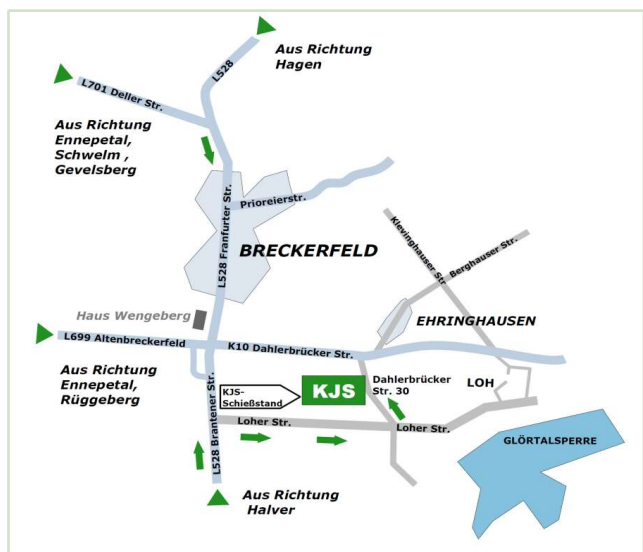 Aus Richtung
Hagen
L528
L701 Deller Str.
Aus Richtung
Ennepetal,
Schwelm ,
Gevelsberg
Prioreierstr.
L528 Franfurter Str.
BRECKERFELD
Klevinghauser Str.
Berghauser Str.
Haus Wengeberg
EHRINGHAUSEN
L699 Altenbreckerfeld
K10 Dahlerbrücker Str.
Aus Richtung
Ennepetal,
Rüggeberg
KJS-
Schießstand
KJS
Dahlerbrücker
Str. 30
LOH
L528 Brantener Str.
Loher Str.
Loher Str.
GLÖRTALSPERRE
Aus Richtung
Halver